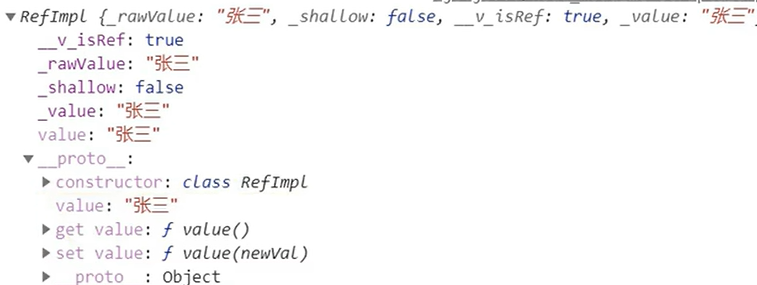 RefImpl {_rawValue: "张三", _shallow: false, __v_isRef: true, _value: "张三"
__v_isRef: true
_rawValue: "张三"
_shallow: false
_value: "张三"
value: "张三"
__proto__:
constructor: class RefImpl
value: "张三"
get value: ƒ value()
set value: ƒ value(newVal)
__proto__: Object